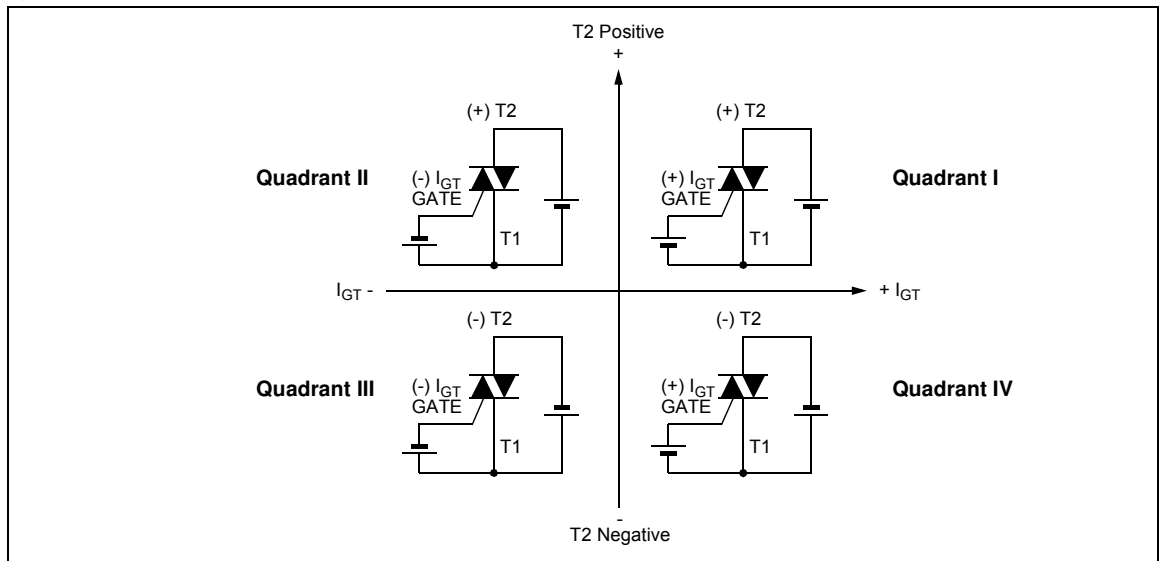 T2 Positive
+
(+) T2
(+) T2
Quadrant II
(-) IGT
GATE
T1
(+) IGT
GATE
T1
Quadrant I
IGT -
+ IGT
(-) T2
(-) T2
Quadrant III
(-) IGT
GATE
T1
(+) IGT
GATE
T1
Quadrant IV
-
T2 Negative